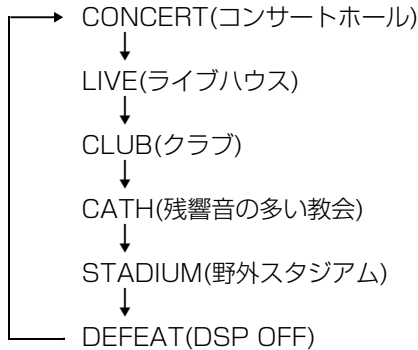 CONCERT(コンサートホール)
LIVE(ライブハウス)
CLUB(クラブ)
CATH(残響音の多い教会)
STADIUM(野外スタジアム)
DEFEAT(DSP OFF)